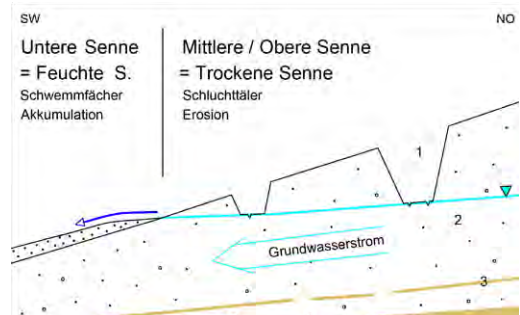 SW
NO
Untere Senne
= Feuchte S.
Schwemmfächer
Akkumulation
Mittlere / Obere Senne
= Trockene Senne
Schluchttäler
Erosion
1
2
Grundwasserstrom
3